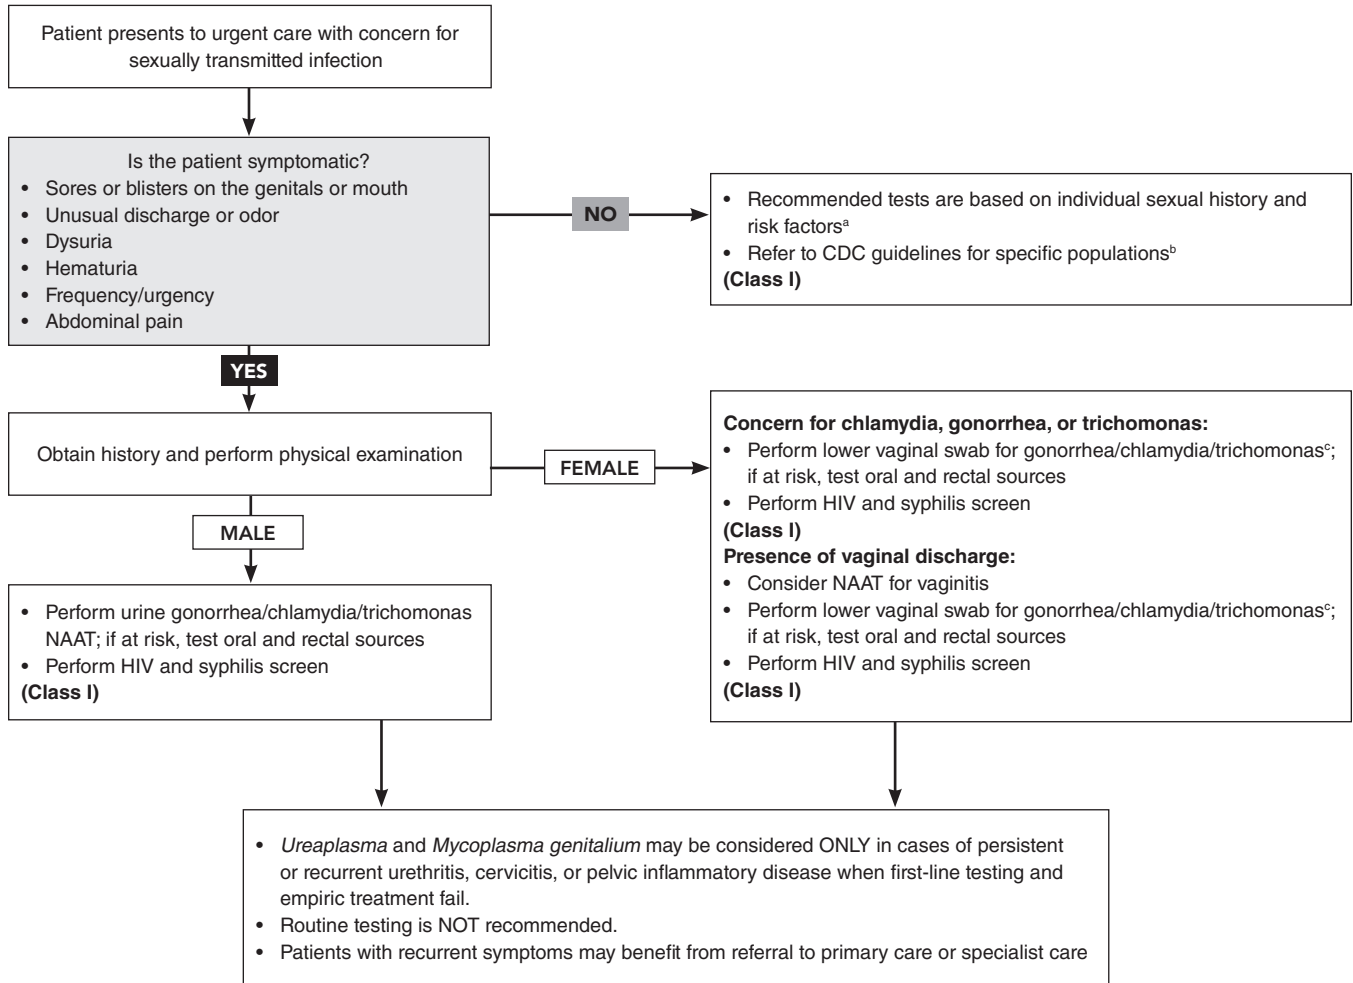 Patient presents to urgent care with concern for
sexually transmitted infection
Is the patient symptomatic?
• Sores or blisters on the genitals or mouth
• Unusual discharge or odor
• Dysuria
• Hematuria
• Frequency/urgency
• Abdominal pain
NO
• Recommended tests are based on individual sexual history and
risk factorsᵃ
• Refer to CDC guidelines for specific populationsᵇ
(Class I)
YES
Obtain history and perform physical examination
FEMALE
Concern for chlamydia, gonorrhea, or trichomonas:
• Perform lower vaginal swab for gonorrhea/chlamydia/trichomonasᶜ;
if at risk, test oral and rectal sources
• Perform HIV and syphilis screen
(Class I)
Presence of vaginal discharge:
• Consider NAAT for vaginitis
• Perform lower vaginal swab for gonorrhea/chlamydia/trichomonasᶜ;
if at risk, test oral and rectal sources
• Perform HIV and syphilis screen
(Class I)
MALE
• Perform urine gonorrhea/chlamydia/trichomonas
NAAT; if at risk, test oral and rectal sources
• Perform HIV and syphilis screen
(Class I)
• Ureaplasma and Mycoplasma genitalium may be considered ONLY in cases of persistent
or recurrent urethritis, cervicitis, or pelvic inflammatory disease when first-line testing and
empiric treatment fail.
• Routine testing is NOT recommended.
• Patients with recurrent symptoms may benefit from referral to primary care or specialist care